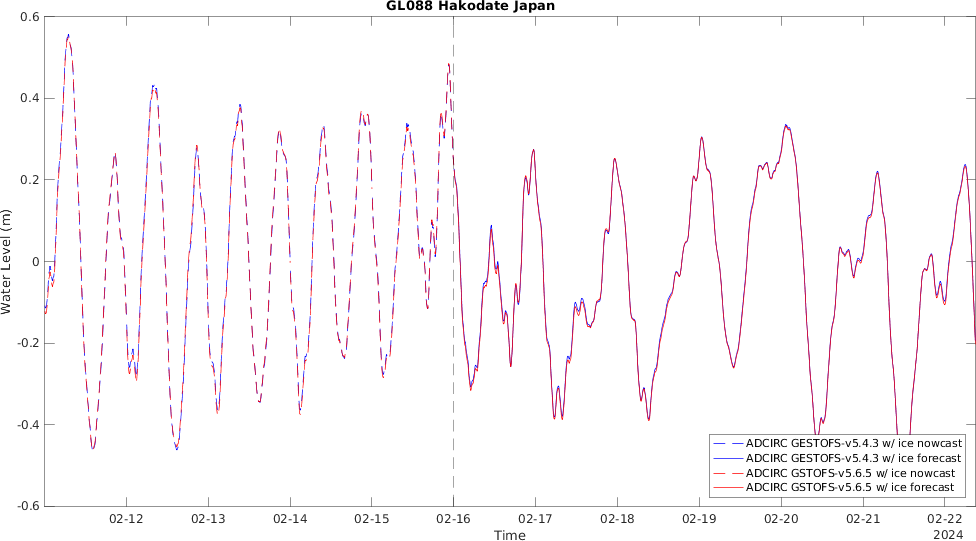 GL088 Hakodate Japan
0.6
0.4
0.2
0
-0.2
-0.4
-0.6
Water Level (m)
02-12
02-13
02-14
02-15
02-16
02-17
02-18
02-19
02-20
02-21
02-22
2024
Time
ADCIRC GESTOFS-v5.4.3 w/ ice nowcast
ADCIRC GESTOFS-v5.4.3 w/ ice forecast
ADCIRC GSTOFS-v5.6.5 w/ ice nowcast
ADCIRC GSTOFS-v5.6.5 w/ ice forecast